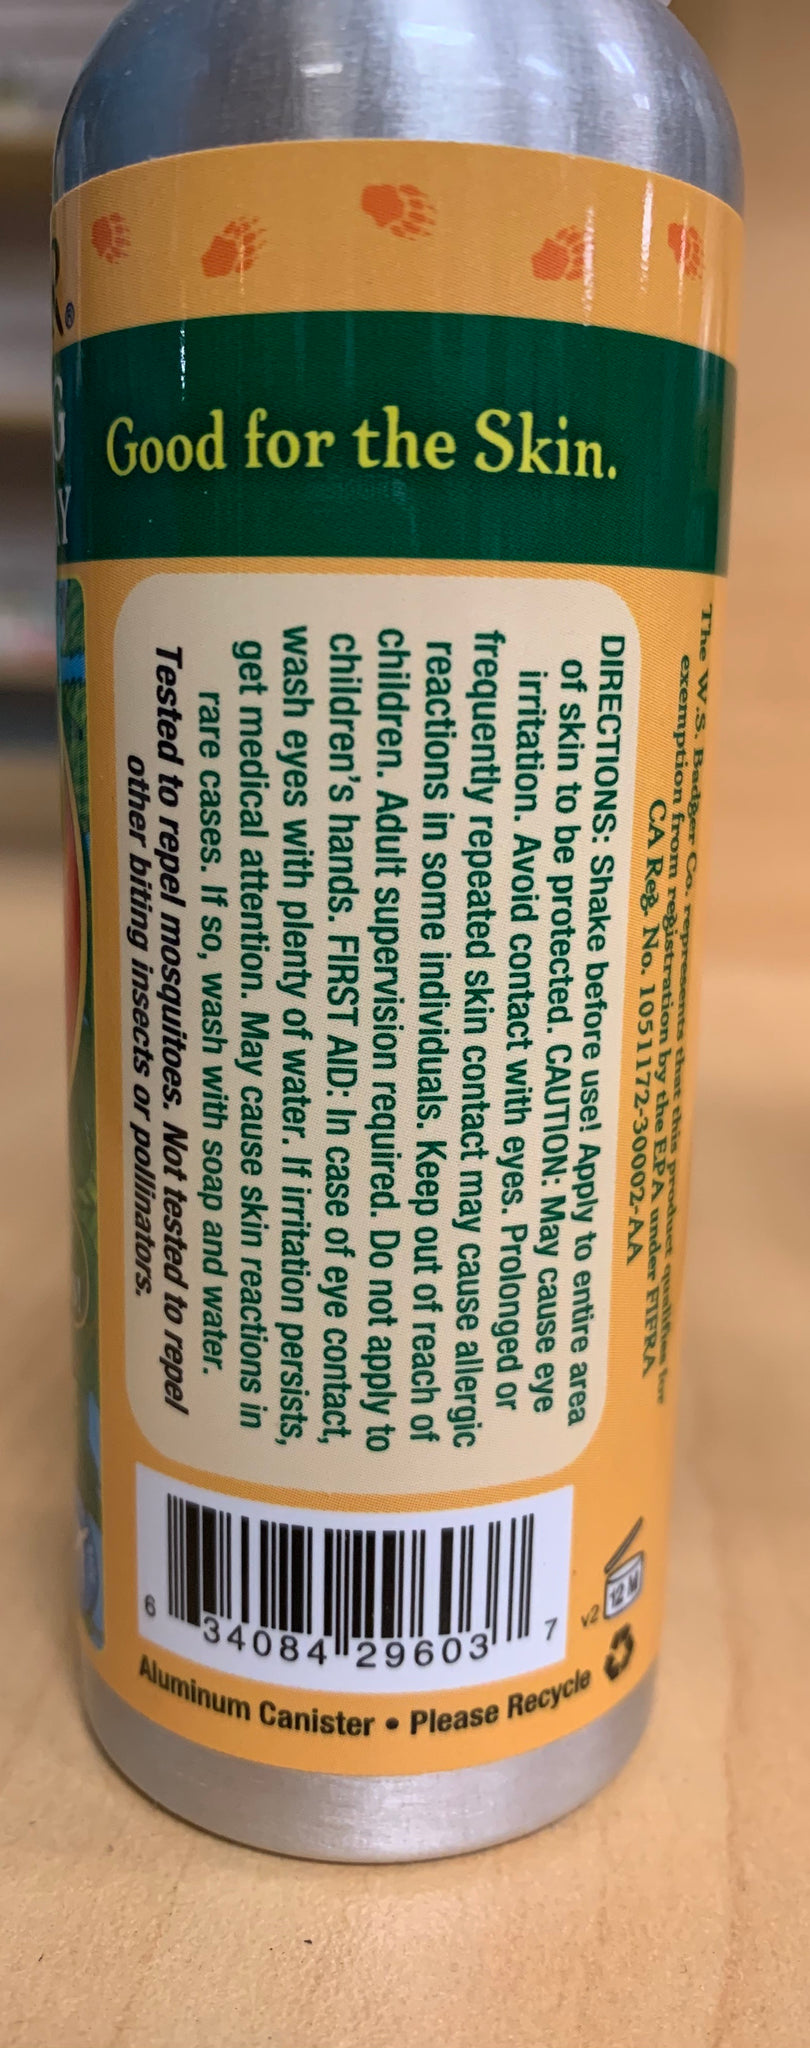 R®
G
AY
Good for the Skin.
The W.S. Badger Co. represents that this product qualifies for
exemption from registration by the EPA under FIFRA
CA Reg. No. 1051172-30002-AA
DIRECTIONS: Shake before use! Apply to entire area
of skin to be protected. CAUTION: May cause eye
irritation. Avoid contact with eyes. Prolonged or
frequently repeated skin contact may cause allergic
reactions in some individuals. Keep out of reach of
children. Adult supervision required. Do not apply to
children's hands. FIRST AID: In case of eye contact,
wash eyes with plenty of water. If irritation persists,
get medical attention. May cause skin reactions in
rare cases. If so, wash with soap and water.
Tested to repel mosquitoes. Not tested to repel
other biting insects or pollinators.
6 34084 29603 7
v2 12 M
Aluminum Canister • Please Recycle